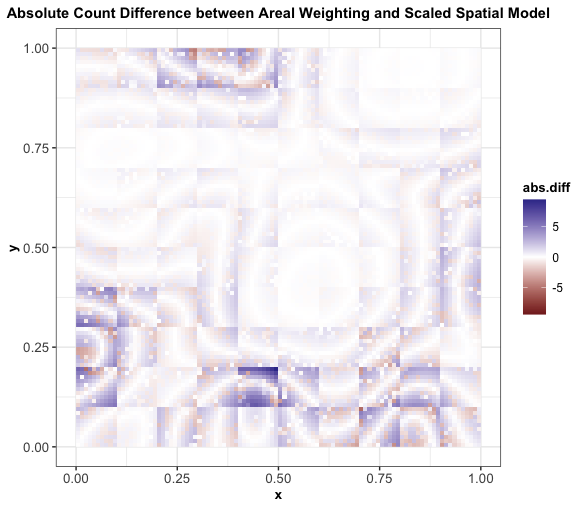 Absolute Count Difference between Areal Weighting and Scaled Spatial Model
1.00
0.75
0.50
0.25
0.00
y
0.00 0.25 0.50 0.75 1.00
x
abs.diff
5
0
-5